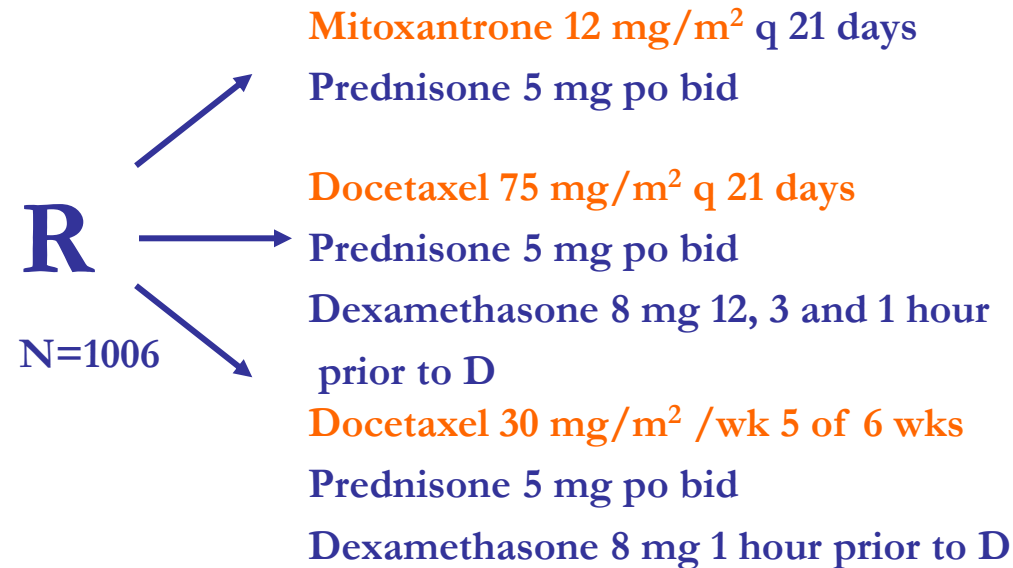 Mitoxantrone 12 mg/m² q 21 days
Prednisone 5 mg po bid
Docetaxel 75 mg/m² q 21 days
R
Prednisone 5 mg po bid
Dexamethasone 8 mg 12, 3 and 1 hour
N=1006
prior to D
Docetaxel 30 mg/m² /wk 5 of 6 wks
Prednisone 5 mg po bid
Dexamethasone 8 mg 1 hour prior to D